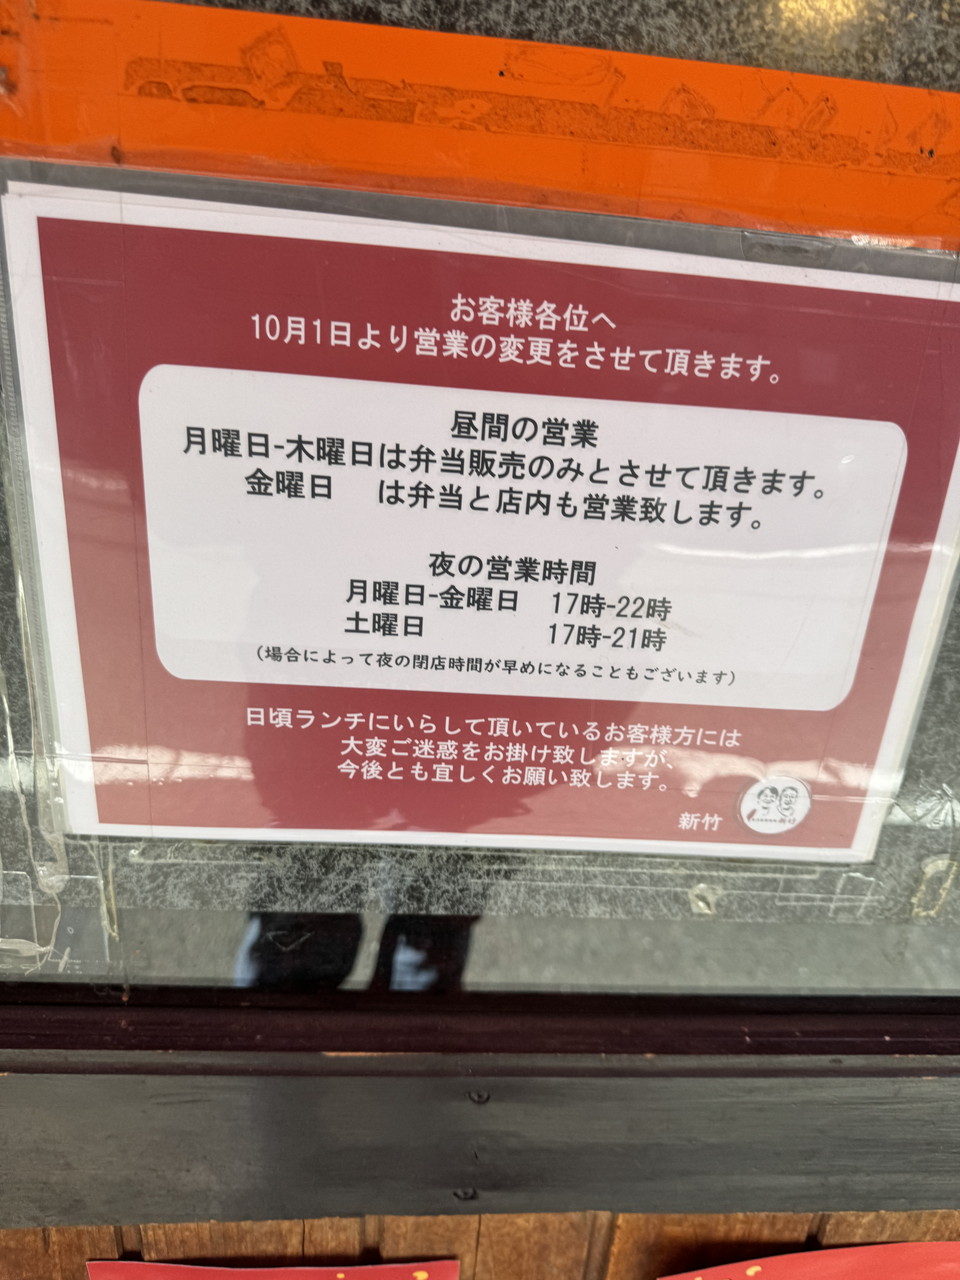 お客様各位へ
10月1日より営業の変更をさせて頂きます。
昼間の営業
月曜日-木曜日は弁当販売のみとさせて頂きます。
金曜日　は弁当と店内も営業致します。
夜の営業時間
月曜日-金曜日　17時-22時
土曜日　17時-21時
（場合によって夜の閉店時間が早めになることもございます）
日頃ランチにいらして頂いているお客様方には
大変ご迷惑をお掛け致しますが、
今後とも宜しくお願い致します。
新竹